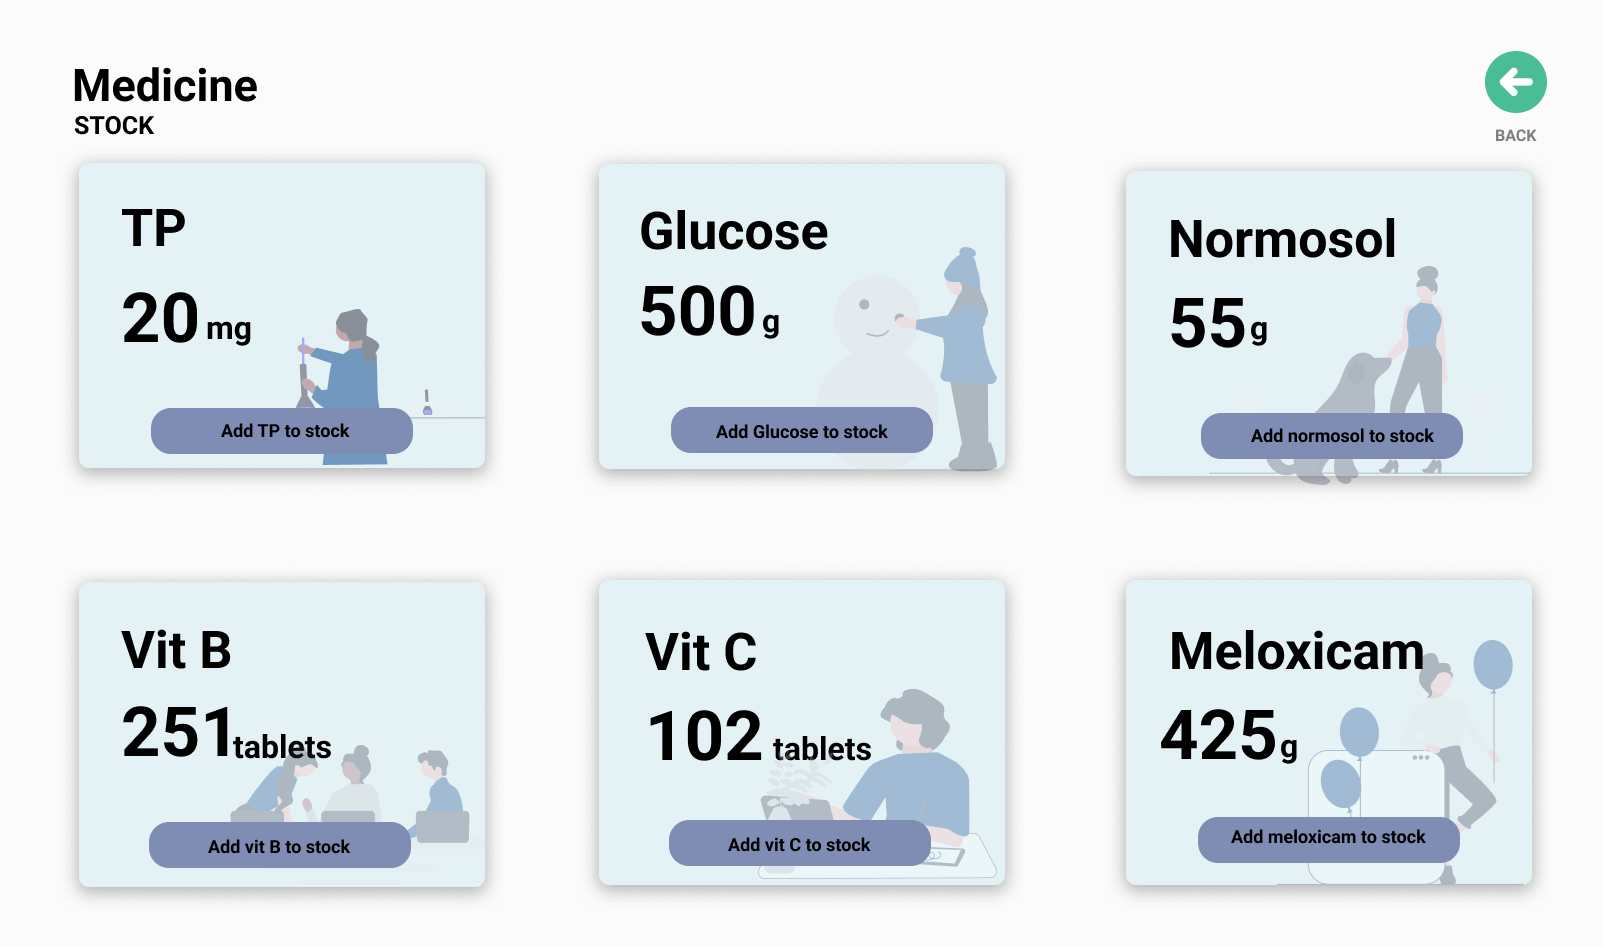 Medicine
STOCK
BACK
TP
20 mg
Add TP to stock
Glucose
500 g
Add Glucose to stock
Normosol
55 g
Add normosol to stock
Vit B
251 tablets
Add vit B to stock
Vit C
102 tablets
Add vit C to stock
Meloxicam
425 g
Add meloxicam to stock